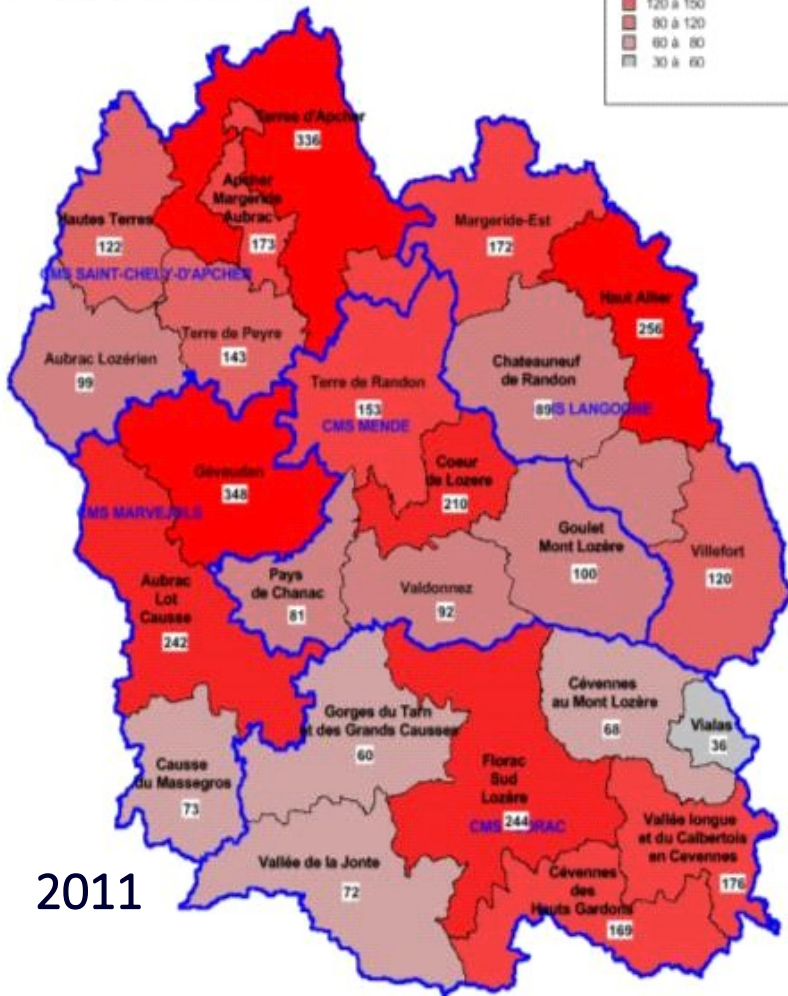 120 à 150
80 à 120
60 à 80
30 à 60
Terres d'Apcher
336
Apcher
Margeride
Aubrac
173
Hautes Terres
122
Margeride-Est
172
CMS SAINT-CHELY-D'APCHER
Haut Allier
256
Terre de Peyre
143
Aubrac Lozérien
99
Chateauneuf
de Randon
89
IS LANGOGNE
Terre de Randon
153
CMS MENDE
Coeur
de Lozere
210
Gévaudan
348
CMS MARVEJOLS
Goulet
Mont Lozère
100
Villefort
120
Pays
de Chanac
81
Valdonnez
92
Aubrac
Lot
Causse
242
Cévennes
au Mont Lozère
68
Vialas
36
Gorges du Tarn
et des Grands Causses
60
Causse
du Massegros
73
Florac
Sud
Lozère
CMS 244 ORAC
Vallée longue
et du Calbertois
en Cevennes
176
Vallée de la Jonte
72
Cévennes
des
Hauts Gardons
169
2011